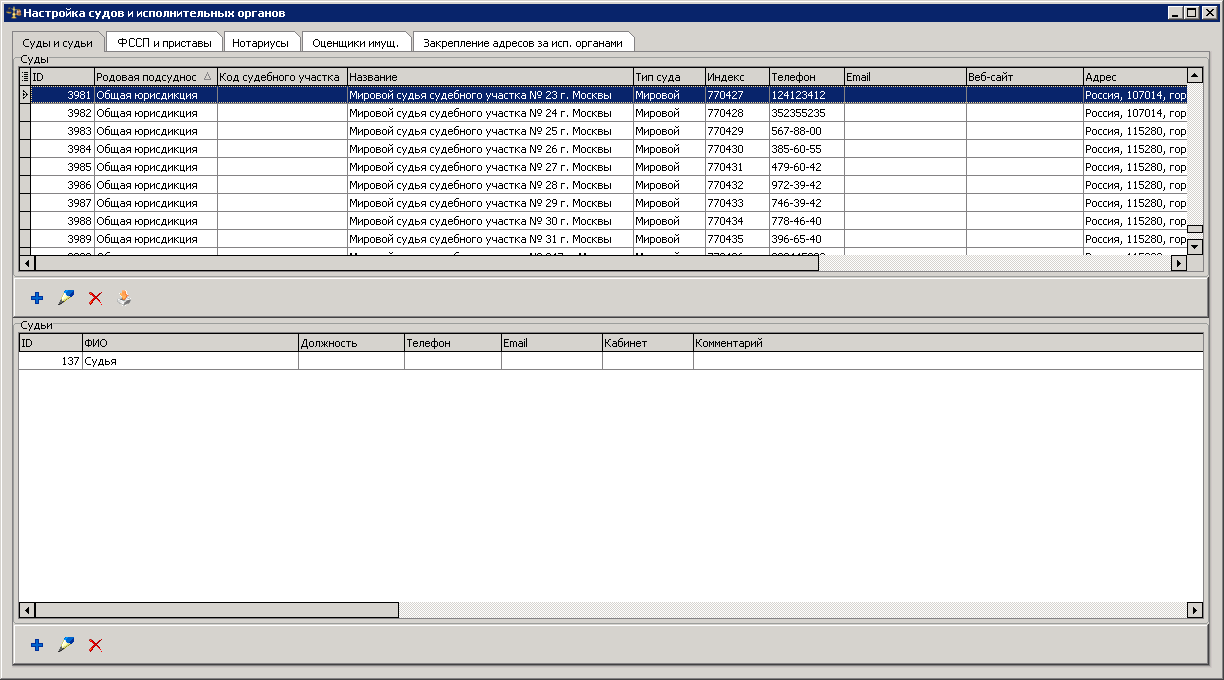 Настройка судов и исполнительных органов
Суды и судьи ФССП и приставы Нотариусы Оценщики имущ. Закрепление адресов за исп. органами
Суды
ID Родовая подсуднос Код судебного участка Название Тип суда Индекс Телефон Email Веб-сайт Адрес
3981 Общая юрисдикция Мировой судья судебного участка № 23 г. Москвы Мировой 770427 124123412 Россия, 107014, гор
3982 Общая юрисдикция Мировой судья судебного участка № 24 г. Москвы Мировой 770428 352355235 Россия, 107014, гор
3983 Общая юрисдикция Мировой судья судебного участка № 25 г. Москвы Мировой 770429 567-88-00 Россия, 115280, гор
3984 Общая юрисдикция Мировой судья судебного участка № 26 г. Москвы Мировой 770430 385-60-55 Россия, 115280, гор
3985 Общая юрисдикция Мировой судья судебного участка № 27 г. Москвы Мировой 770431 479-60-42 Россия, 115280, гор
3986 Общая юрисдикция Мировой судья судебного участка № 28 г. Москвы Мировой 770432 972-39-42 Россия, 115280, гор
3987 Общая юрисдикция Мировой судья судебного участка № 29 г. Москвы Мировой 770433 746-39-42 Россия, 115280, гор
3988 Общая юрисдикция Мировой судья судебного участка № 30 г. Москвы Мировой 770434 778-46-40 Россия, 115280, гор
3989 Общая юрисдикция Мировой судья судебного участка № 31 г. Москвы Мировой 770435 396-65-40 Россия, 115280, гор
Судьи
ID ФИО Должность Телефон Email Кабинет Комментарий
137 Судья